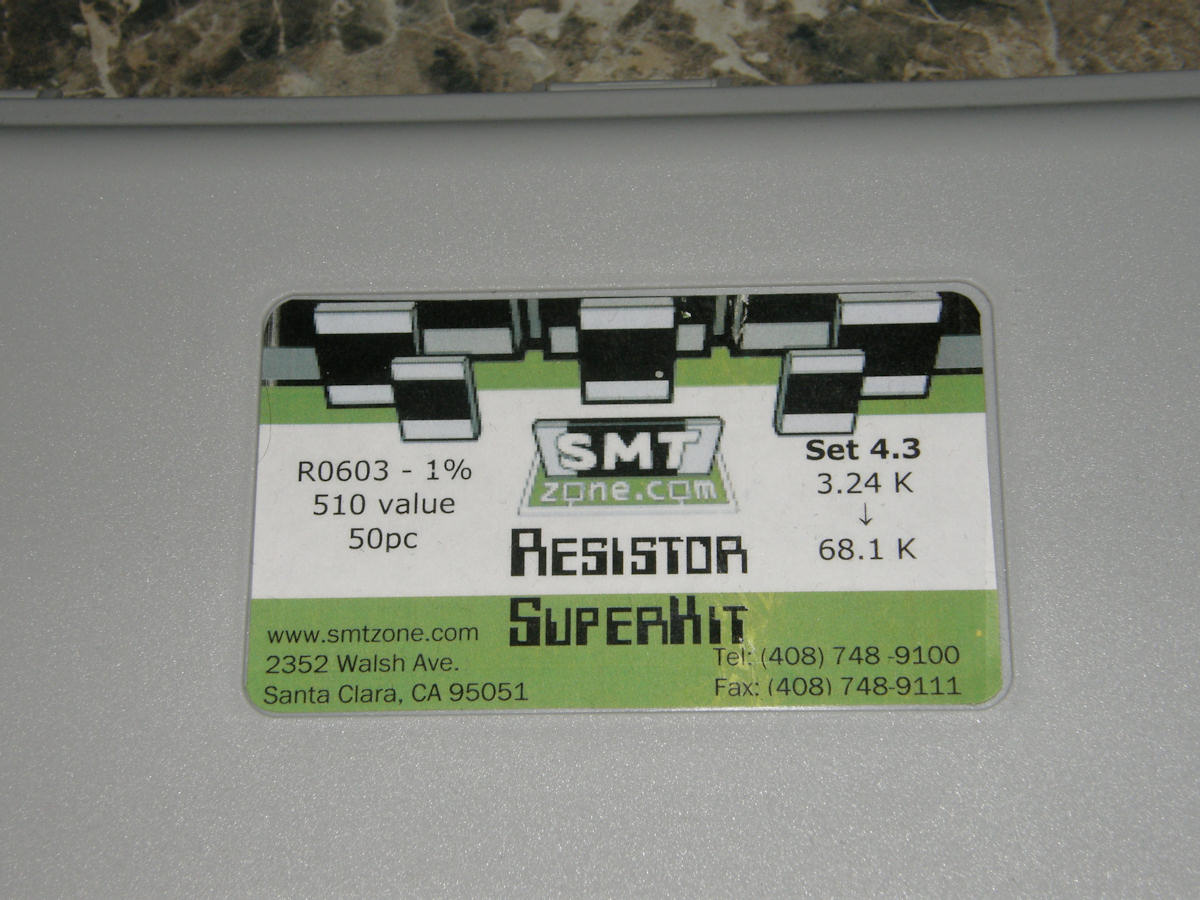 SMT
zone.com
R0603 - 1%
510 value
50pc
Set 4.3
3.24 K
↓
68.1 K
RESISTOR
SUPERKIT
www.smtzone.com
2352 Walsh Ave.
Santa Clara, CA 95051
Tel: (408) 748 -9100
Fax: (408) 748-9111